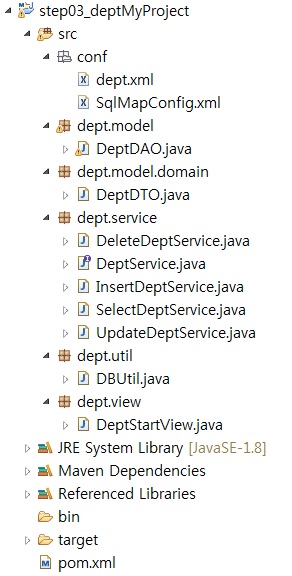 step03_deptMyProject
src
conf
dept.xml
SqlMapConfig.xml
dept.model
DeptDAO.java
dept.model.domain
DeptDTO.java
dept.service
DeleteDeptService.java
DeptService.java
InsertDeptService.java
SelectDeptService.java
UpdateDeptService.java
dept.util
DBUtil.java
dept.view
DeptStartView.java
JRE System Library [JavaSE-1.8]
Maven Dependencies
Referenced Libraries
bin
target
pom.xml